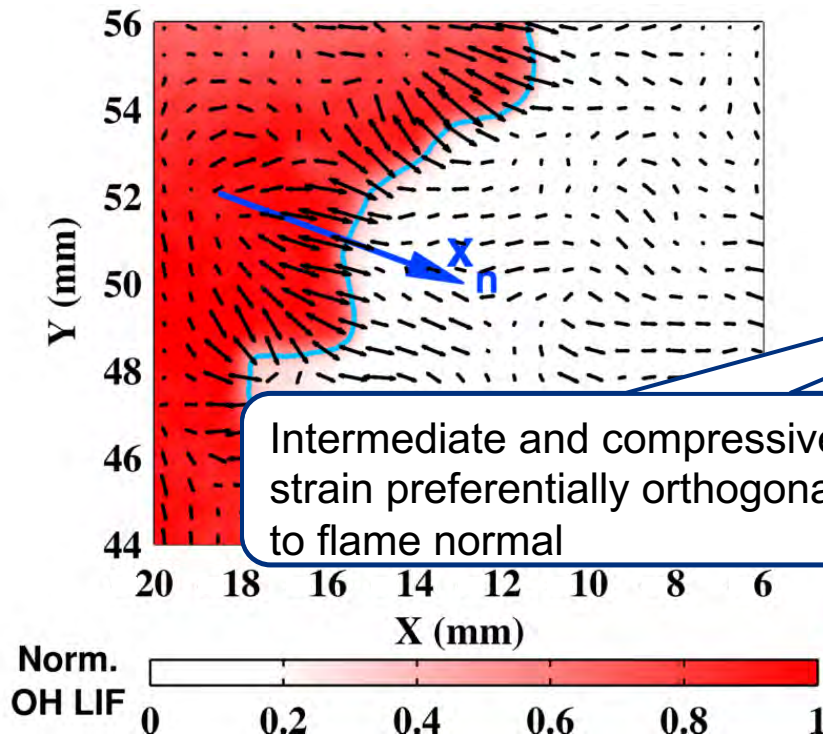 56
54
52
50
48
46
44
Y (mm)
X
n
Intermediate and compressive
strain preferentially orthogona
to flame normal
20 18 16 14 12 10 8 6
X (mm)
Norm.
OH LIF
0 0.2 0.4 0.6 0.8 1